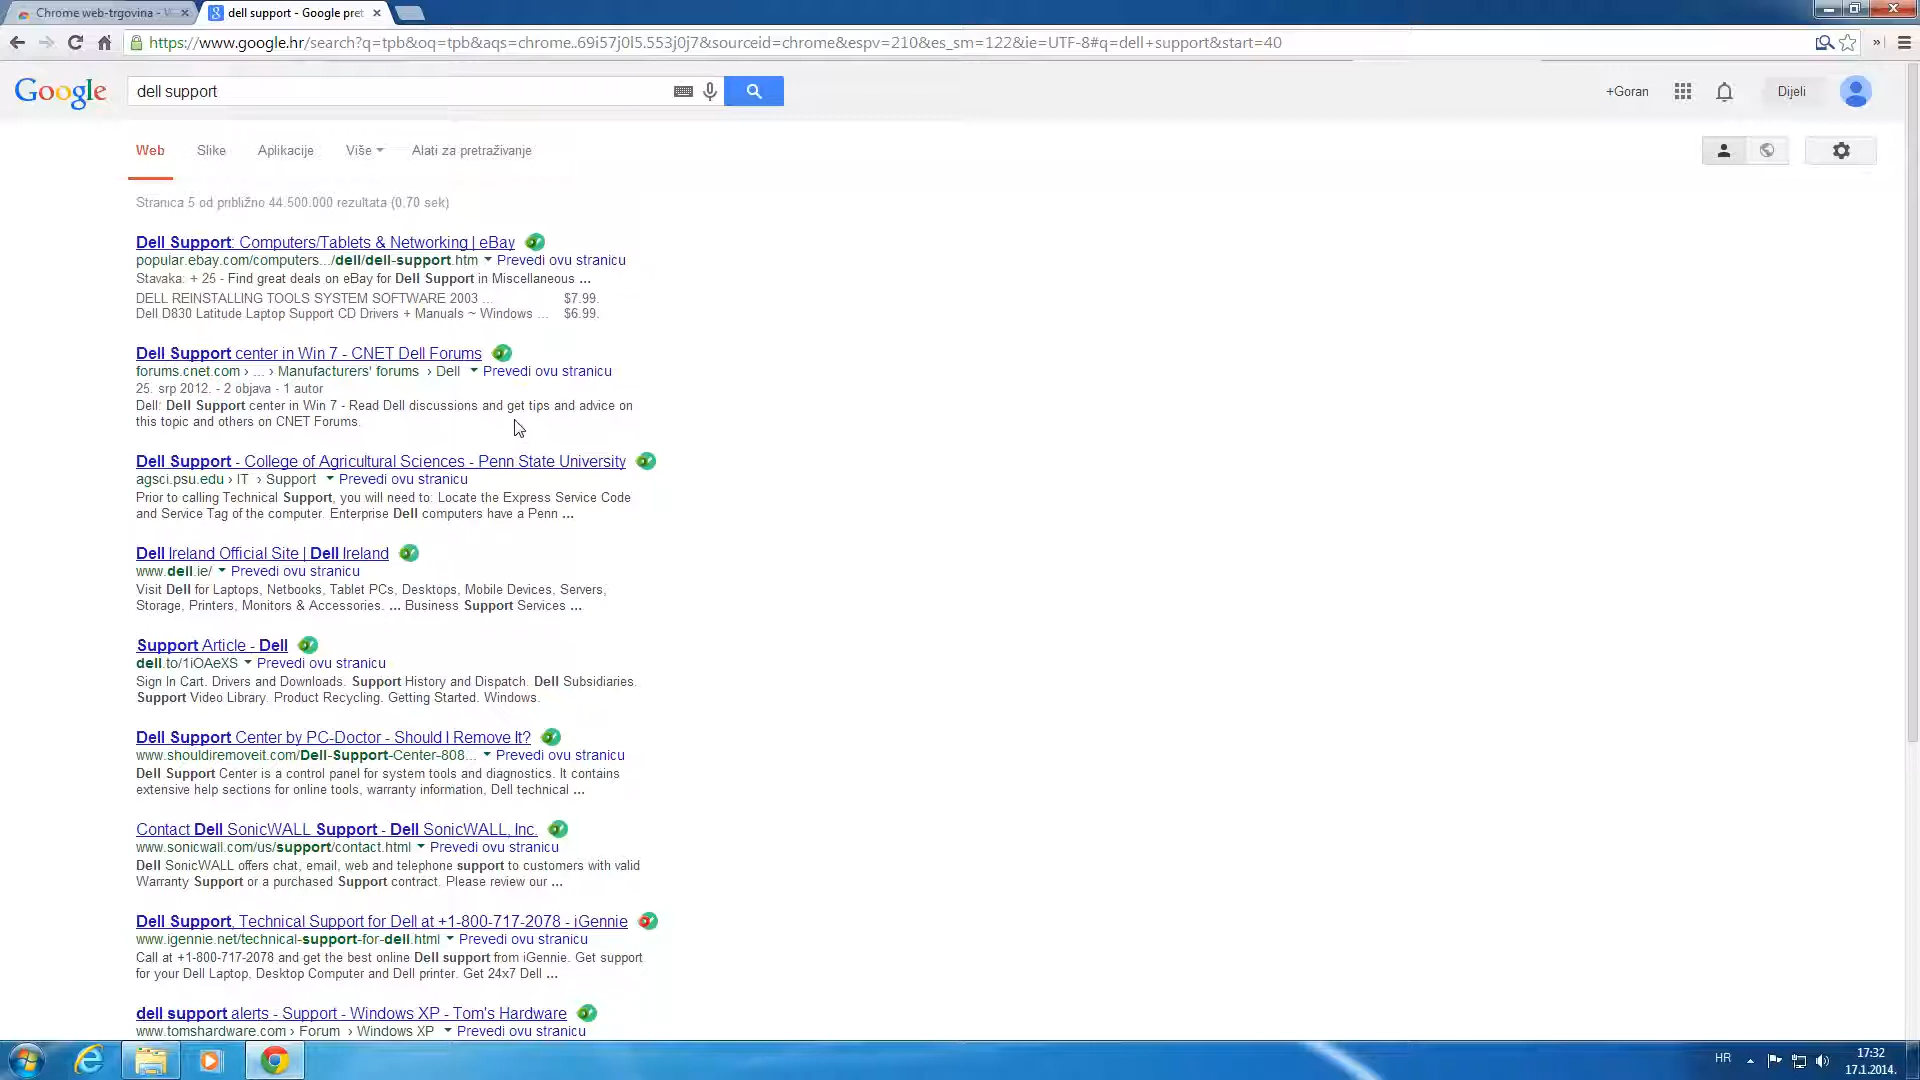 Chrome web-trgovina -
dell support - Google pret
https://www.google.hr/search?q=tpb&oq=tpb&aqs=chrome..69i57j0l5.553j0j7&sourceid=chrome&espv=210&es_sm=122&ie=UTF-8#q=dell+support&start=40
Google
dell support
+Goran
Dijeli
Web Slike Aplikacije Više Alati za pretraživanje
Stranica 5 od približno 44.500.000 rezultata (0,70 sek)
Dell Support: Computers/Tablets & Networking | eBay
popular.ebay.com/computers.../dell/dell-support.htm Prevedi ovu stranicu
Stavaka: + 25 - Find great deals on eBay for Dell Support in Miscellaneous ...
DELL REINSTALLING TOOLS SYSTEM SOFTWARE 2003 ... $7.99.
Dell D830 Latitude Laptop Support CD Drivers + Manuals ~ Windows ... $6.99.
Dell Support center in Win 7 - CNET Dell Forums
forums.cnet.com › ... › Manufacturers' forums › Dell Prevedi ovu stranicu
25. srp 2012. - 2 objava - 1 autor
Dell: Dell Support center in Win 7 - Read Dell discussions and get tips and advice on
this topic and others on CNET Forums.
Dell Support - College of Agricultural Sciences - Penn State University
agsci.psu.edu › IT › Support Prevedi ovu stranicu
Prior to calling Technical Support, you will need to: Locate the Express Service Code
and Service Tag of the computer. Enterprise Dell computers have a Penn ...
Dell Ireland Official Site | Dell Ireland
www.dell.ie/ Prevedi ovu stranicu
Visit Dell for Laptops, Netbooks, Tablet PCs, Desktops, Mobile Devices, Servers,
Storage, Printers, Monitors & Accessories. ... Business Support Services ...
Support Article - Dell
dell.to/1iOAeXS Prevedi ovu stranicu
Sign In Cart. Drivers and Downloads. Support History and Dispatch. Dell Subsidiaries.
Support Video Library. Product Recycling. Getting Started. Windows.
Dell Support Center by PC-Doctor - Should I Remove It?
www.shouldiremoveit.com/Dell-Support-Center-808... Prevedi ovu stranicu
Dell Support Center is a control panel for system tools and diagnostics. It contains
extensive help sections for online tools, warranty information, Dell technical ...
Contact Dell SonicWALL Support - Dell SonicWALL, Inc.
www.sonicwall.com/us/support/contact.html Prevedi ovu stranicu
Dell SonicWALL offers chat, email, web and telephone support to customers with valid
Warranty Support or a purchased Support contract. Please review our ...
Dell Support, Technical Support for Dell at +1-800-717-2078 - iGennie
www.igennie.net/technical-support-for-dell.html Prevedi ovu stranicu
Call at +1-800-717-2078 and get the best online Dell support from iGennie. Get support
for your Dell Laptop, Desktop Computer and Dell printer. Get 24x7 Dell ...
dell support alerts - Support - Windows XP - Tom's Hardware
www.tomshardware.com › Forum › Windows XP Prevedi ovu stranicu
HR
17:32
17.1.2014.